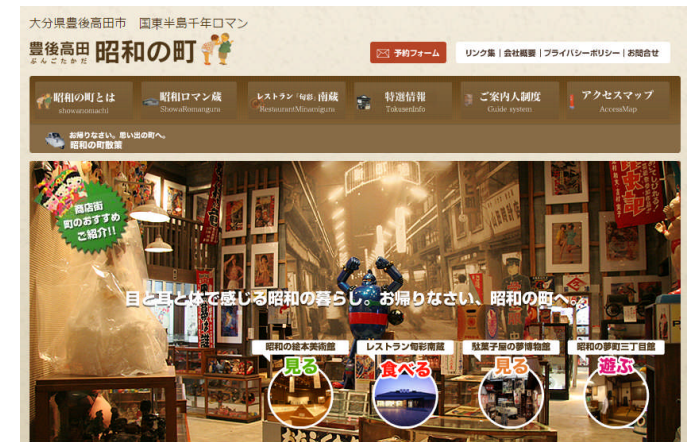 大分県豊後高田市 国東半島千年ロマン
豊後高田 昭和の町
ぶんごたかだ
予約フォーム
リンク集｜会社概要｜プライバシーポリシー｜お問合せ
昭和の町とは
showanomachi
昭和ロマン蔵
ShowaRomangura
レストラン「旬彩」南蔵
RestaurantMinamigura
特選情報
TokusenInfo
ご案内人制度
Guide system
アクセスマップ
AccessMap
お帰りなさい。思い出の町へ。
昭和の町散策
商店街
町のおすすめ
ご紹介!!
目と耳と体で感じる昭和の暮らし。お帰りなさい、昭和の町へ。
昭和の絵本美術館
見る
レストラン旬彩南蔵
食べる
駄菓子屋の夢博物館
見る
昭和の夢町三丁目館
遊ぶ